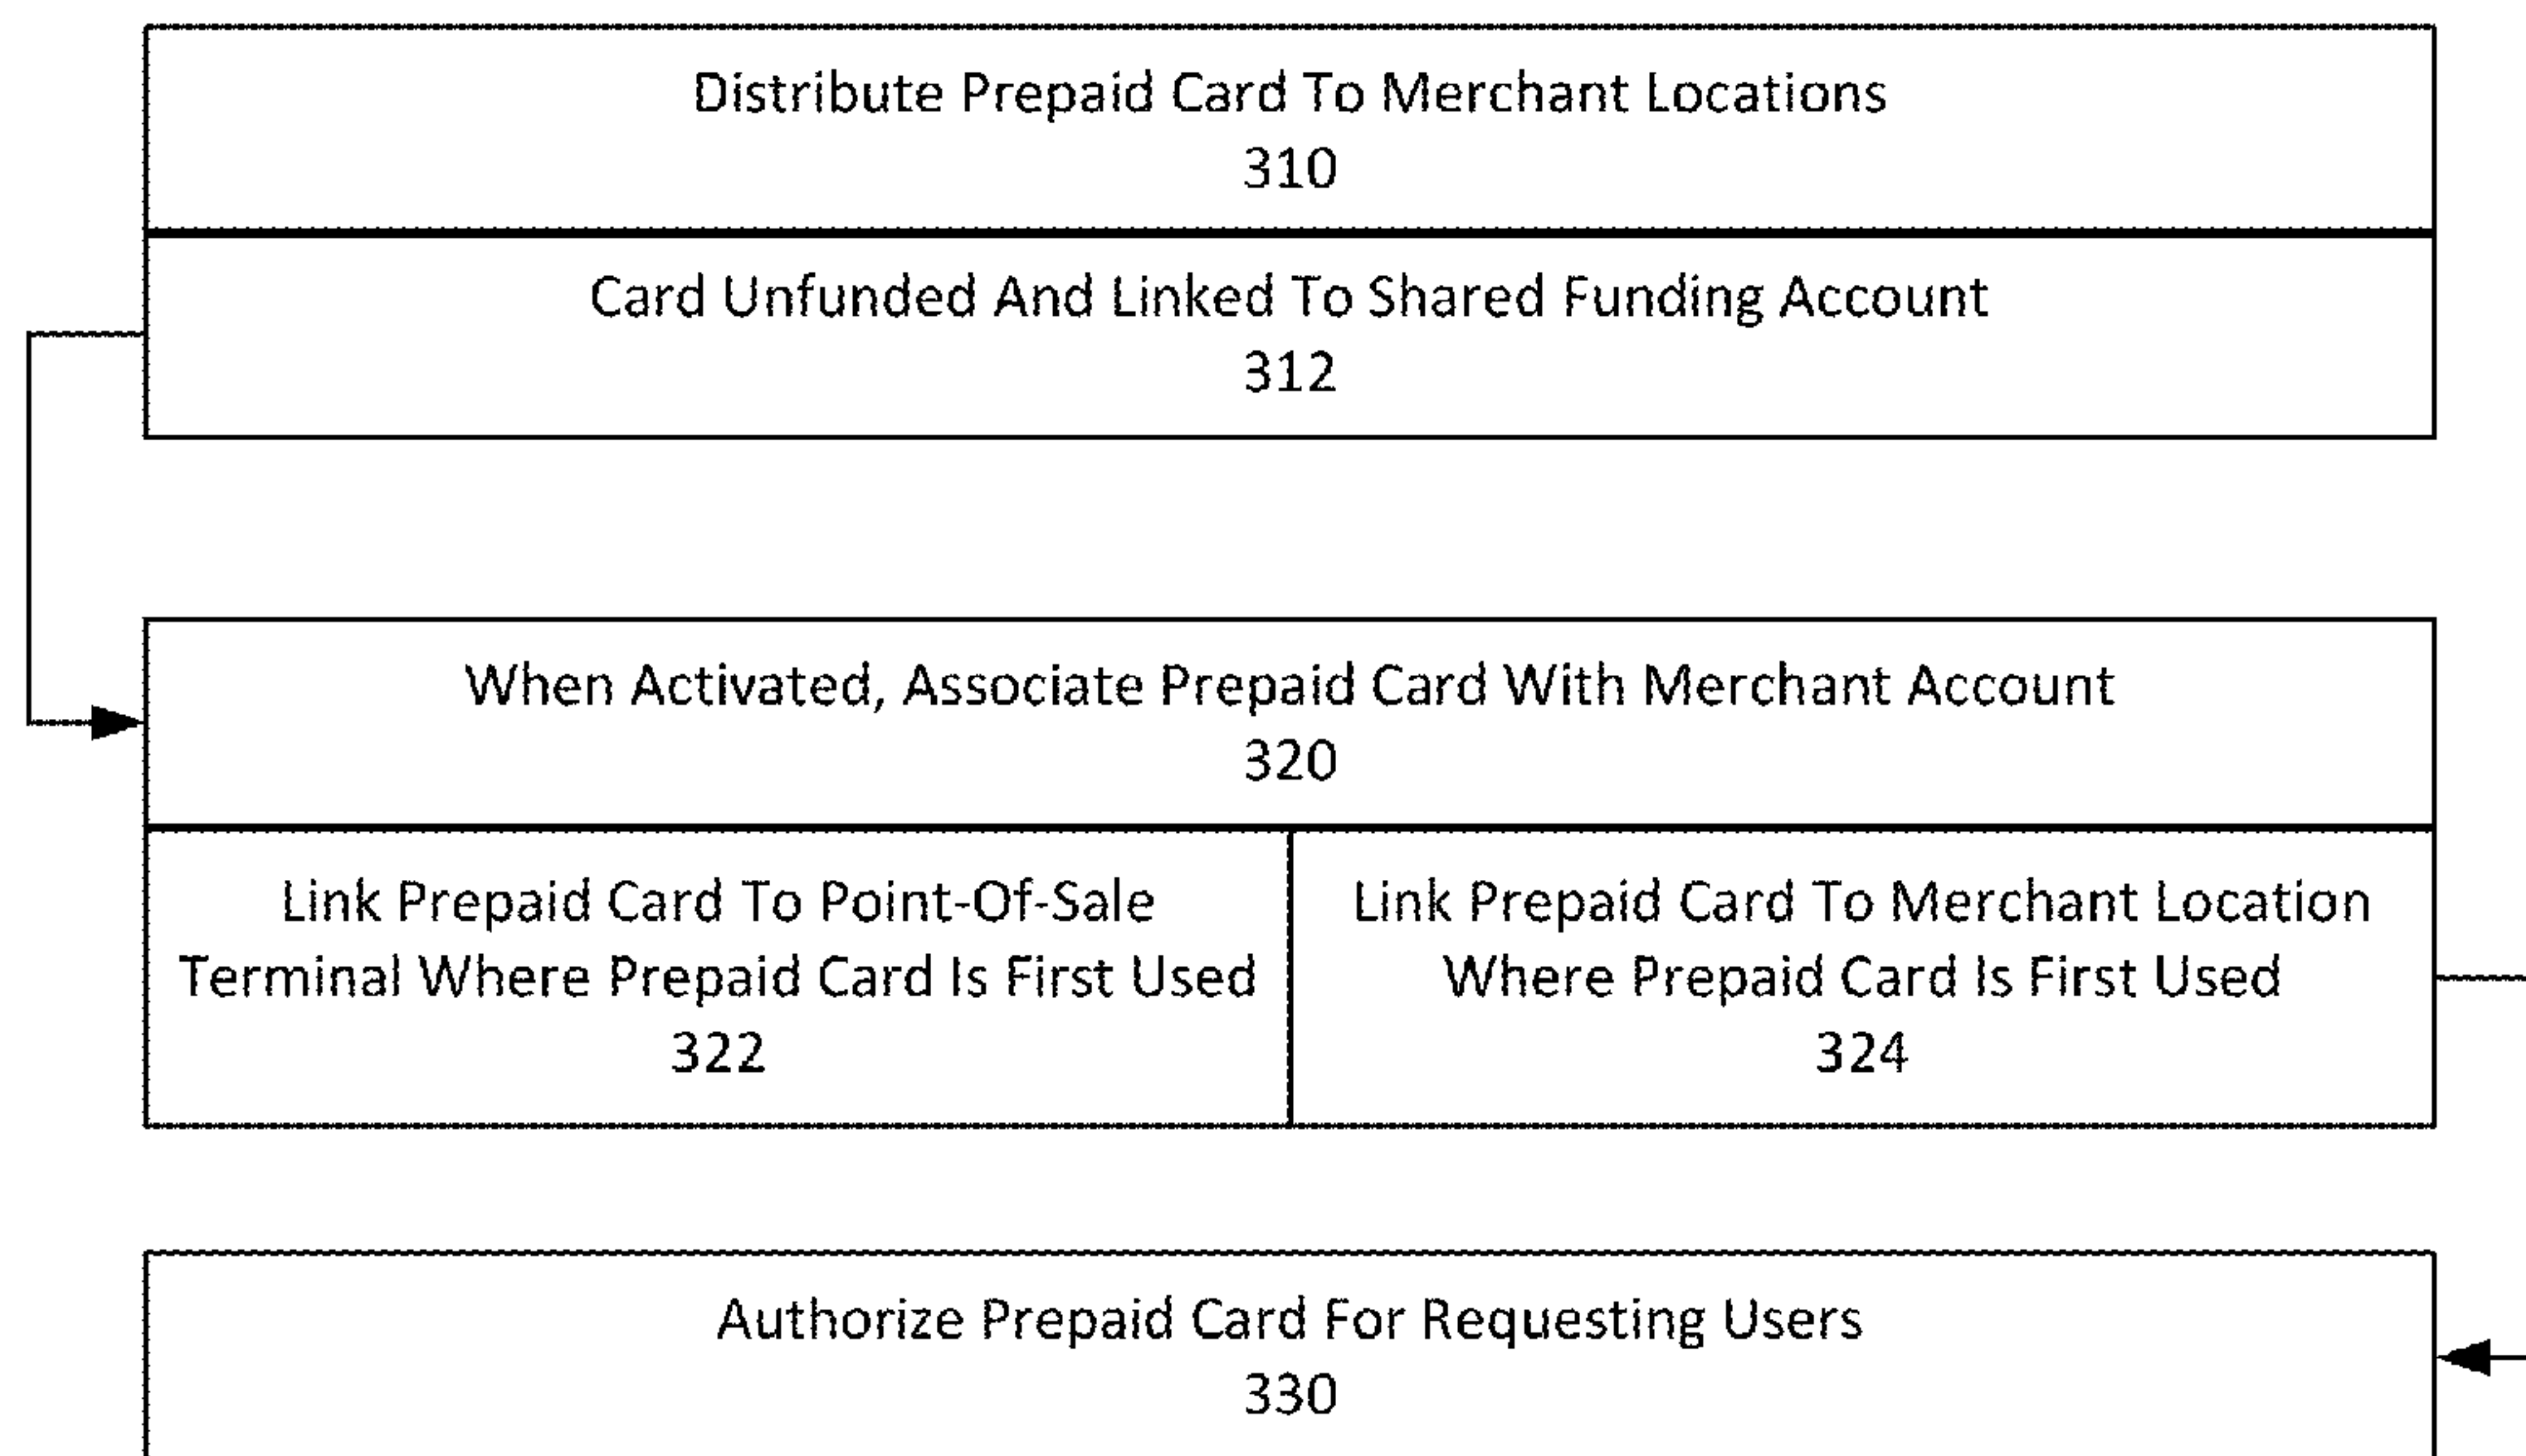 Distribute Prepaid Card To Merchant Locations
310
Card Unfunded And Linked To Shared Funding Account
312
When Activated, Associate Prepaid Card With Merchant Account
320
Link Prepaid Card To Point-Of-Sale
Terminal Where Prepaid Card Is First Used
322
Link Prepaid Card To Merchant Location
Where Prepaid Card Is First Used
324
Authorize Prepaid Card For Requesting Users
330